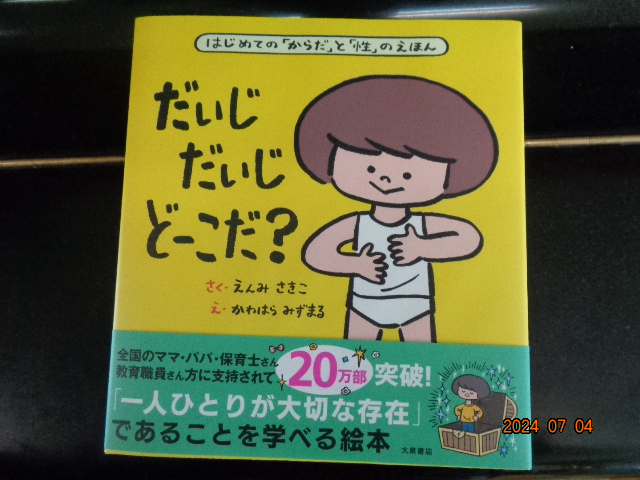 はじめての「からだ」と「性」のえほん
だいじ
だいじ
どーこだ?
さく・えんみ さきこ
え・かわはら みずまる
全国のママ・パパ・保育士さん
教育職員さん方に支持されて
20万部 突破!
「一人ひとりが大切な存在」
であることを学べる絵本
大泉書店
2024 07 04